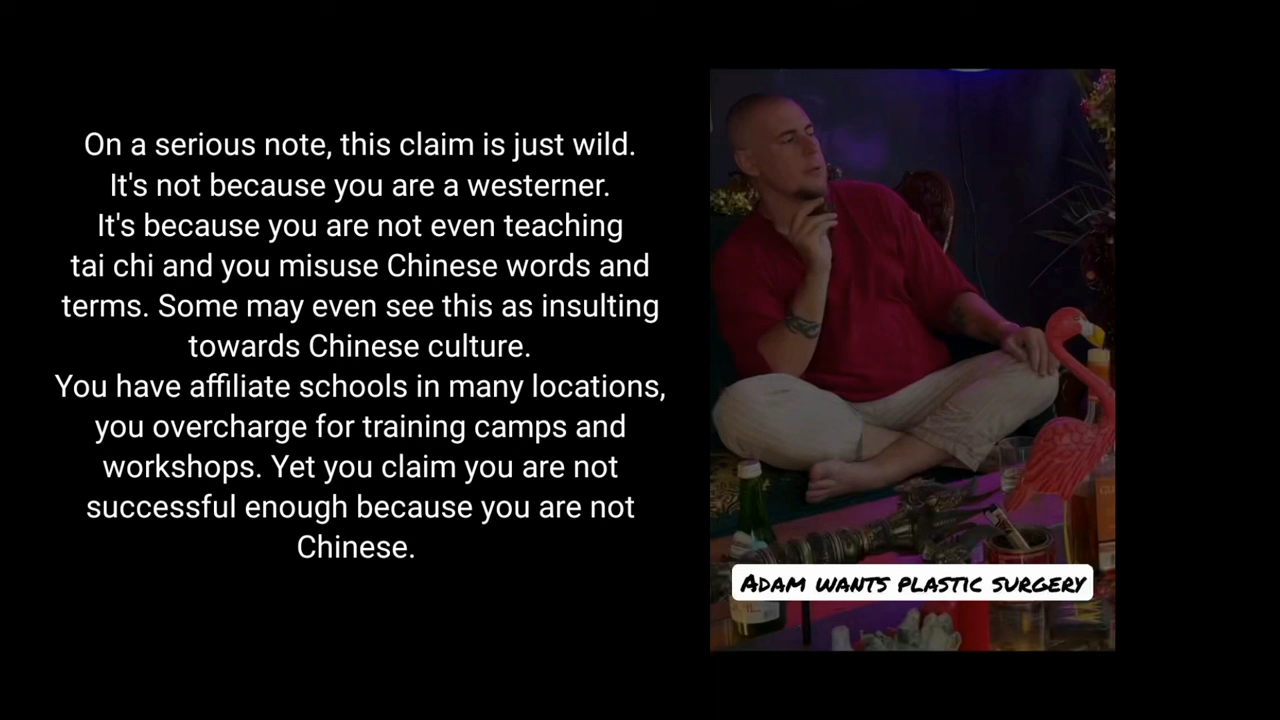 On a serious note, this claim is just wild.
It's not because you are a westerner.
It's because you are not even teaching
tai chi and you misuse Chinese words and
terms. Some may even see this as insulting
towards Chinese culture.
You have affiliate schools in many locations,
you overcharge for training camps and
workshops. Yet you claim you are not
successful enough because you are not
Chinese.
Adam wants plastic surgery